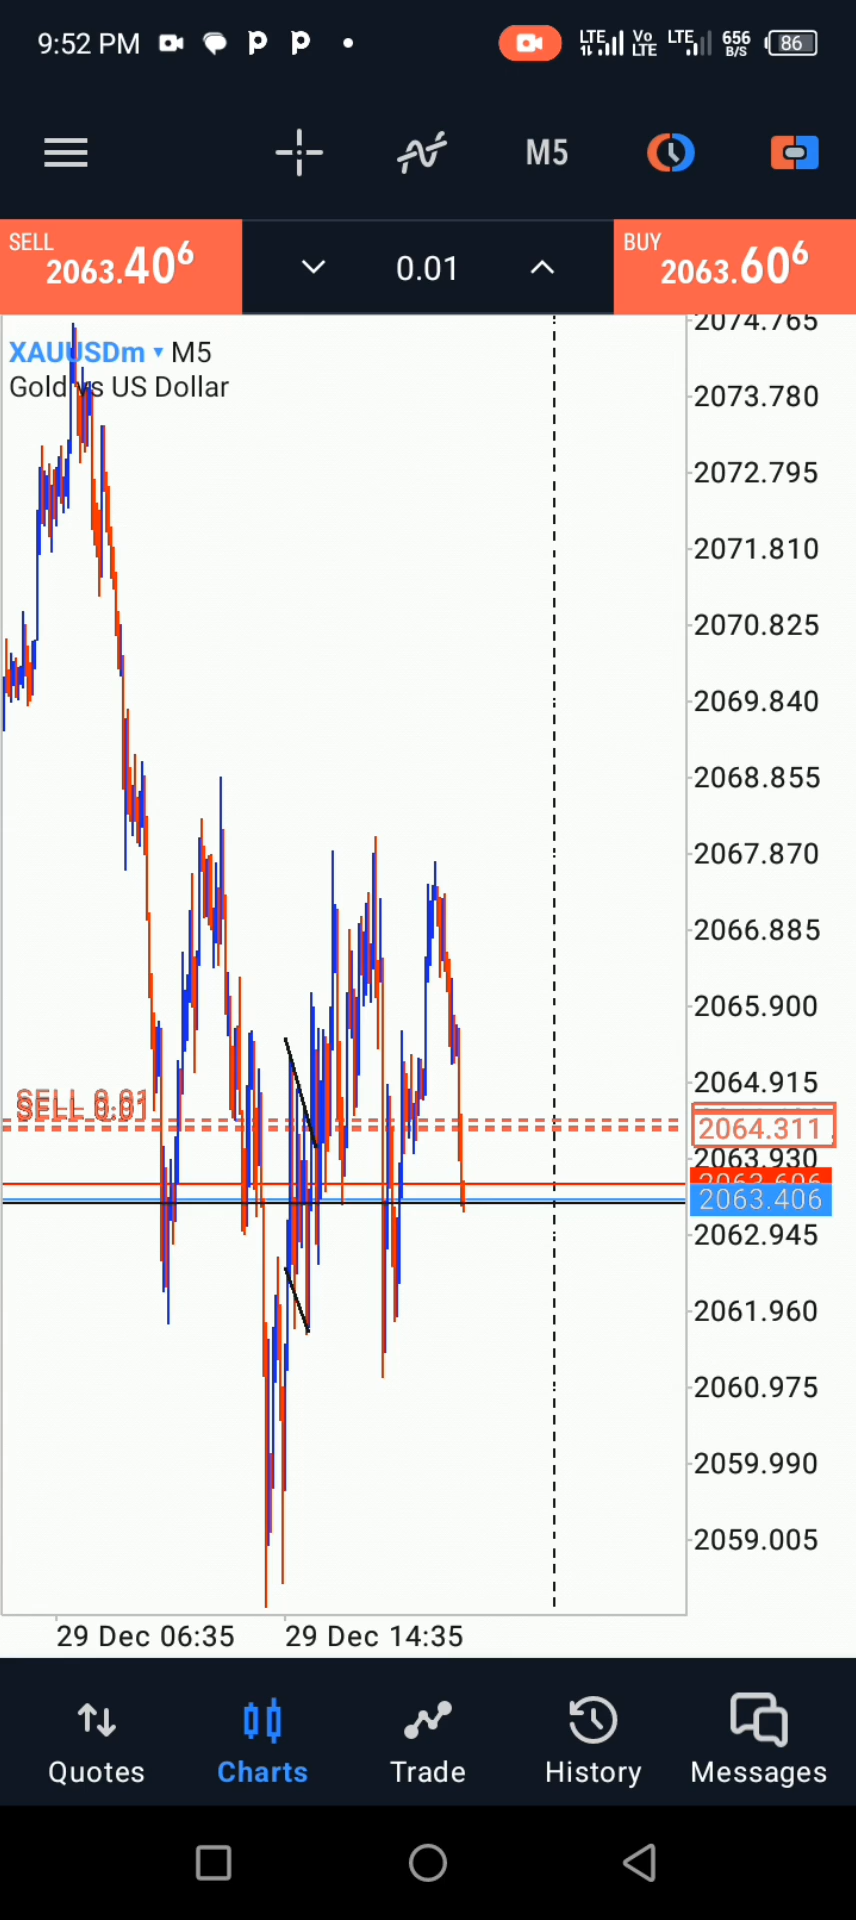 9:52 PM
LTE
Vo
LTE
LTE
656
B/S
86
M5
SELL
2063.40⁶
0.01
BUY
2063.60⁶
XAUUSDm ▾ M5
Gold vs US Dollar
2074.765
2073.780
2072.795
2071.810
2070.825
2069.840
2068.855
2067.870
2066.885
2065.900
2064.915
SELL 0.01
2064.311
2063.930
2063.606
2063.406
2062.945
2061.960
2060.975
2059.990
2059.005
29 Dec 06:35
29 Dec 14:35
Quotes
Charts
Trade
History
Messages